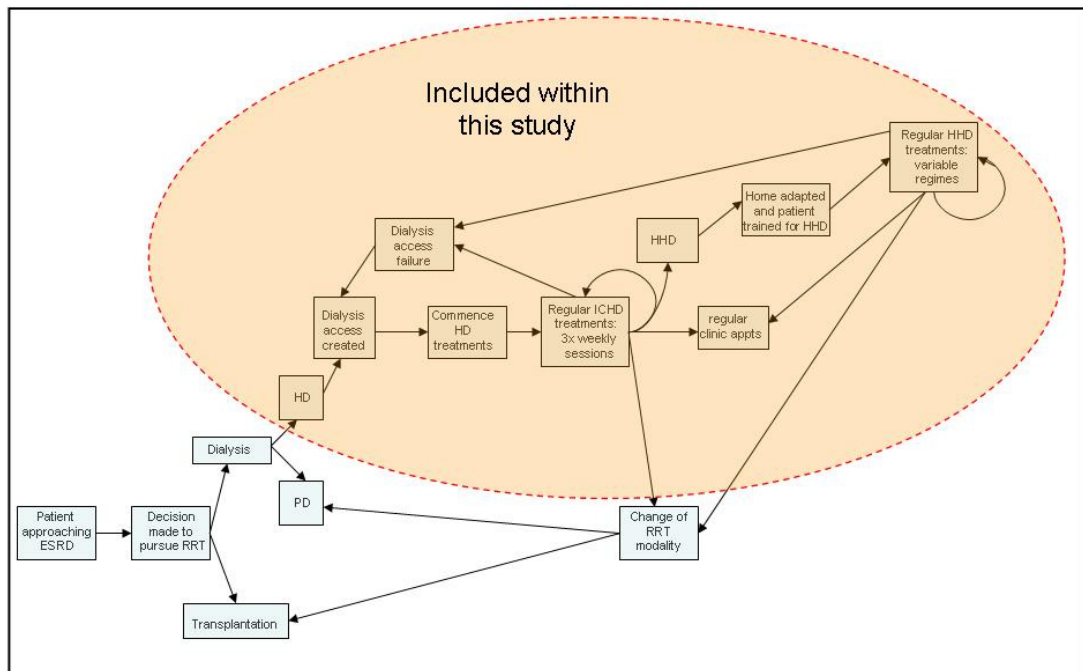 Included within
this study
Regular HHD
treatments:
variable
regimes
Home adapted
and patient
trained for HHD
HHD
Dialysis
access
failure
Dialysis
access
created
Commence
HD
treatments
Regular ICHD
treatments:
3x weekly
sessions
regular
clinic appts
HD
Dialysis
PD
Patient
approaching
ESRD
Decision
made to
pursue RRT
Change of
RRT
modality
Transplantation